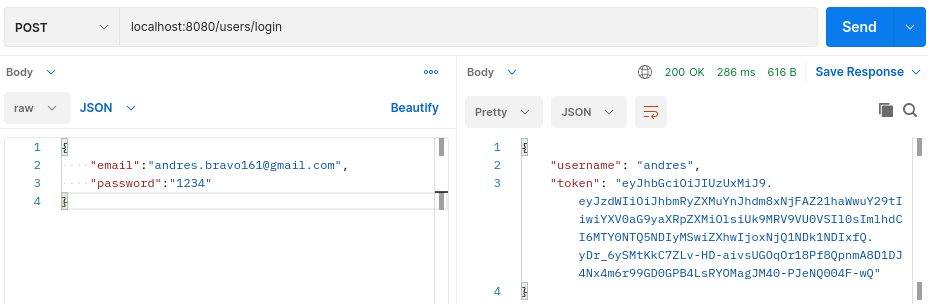 POST localhost:8080/users/login Send
Body
raw JSON Beautify
1 {
2 "email":"andres.bravo161@gmail.com",
3 "password":"1234"
4 }
Body 200 OK 286 ms 616 B Save Response
Pretty JSON
1 {
2 "username": "andres",
3 "token": "eyJhbGciOiJIUzUxMiJ9.
eyJzdWIiOiJhbmRyZXMuYnJhdm8xNjFAZ21haWwuY29tI
iwiYXV0aG9yaXRpZXMiOlsiUk9MRV9VU0VSIl0sImlhdC
I6MTY0NTQ5NDIyMSwiZXhwIjoxNjQ1NDk1NDIxfQ.
yDr_6ySMtKkC7ZLv-HD-aivsUGOqOr18Pf8QpnmA8D1DJ
4Nx4m6r99GD0GPB4LsRYOMagJM40-PJeNQ004F-wQ"
4 }